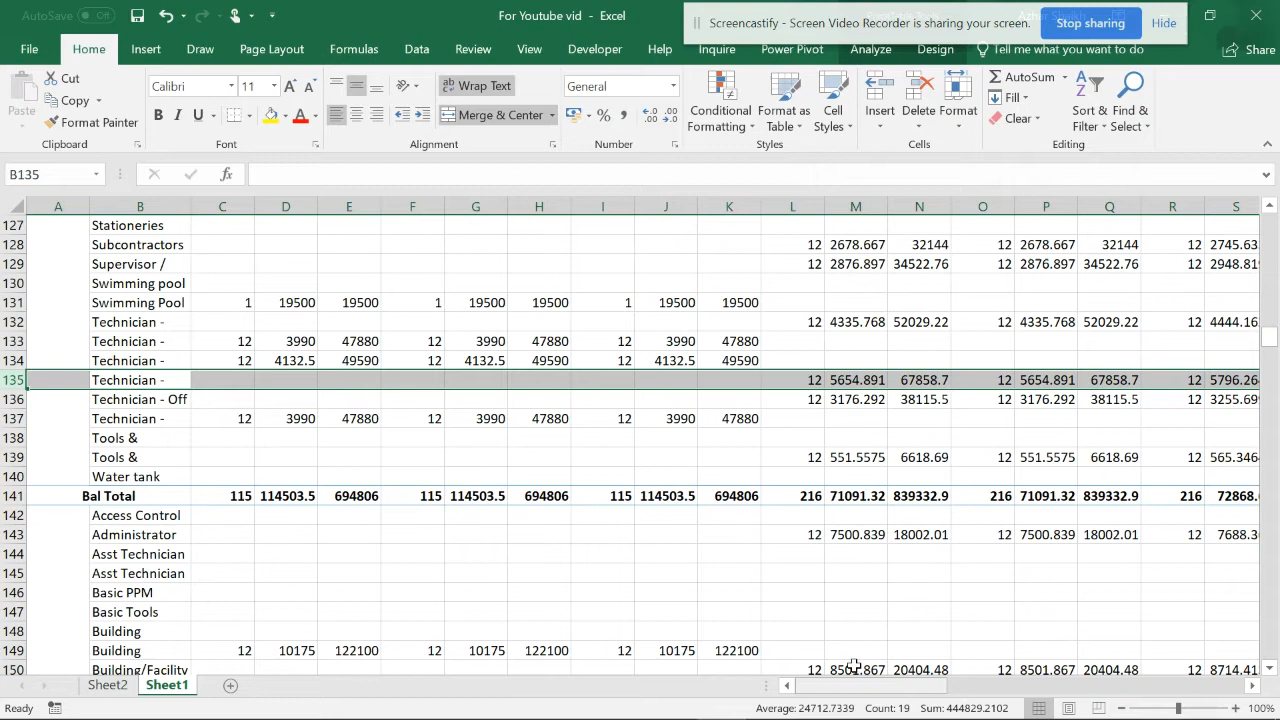 AutoSave Off For Youtube vid - Excel
Screencastify - Screen Video Recorder is sharing your screen. Stop sharing Hide
File Home Insert Draw Page Layout Formulas Data Review View Developer Help Inquire Power Pivot Analyze Design Tell me what you want to do Share
Paste Cut Copy Format Painter
Calibri 11 Wrap Text Merge & Center General
Conditional Formatting Format as Table Cell Styles Insert Delete Format AutoSum Fill Clear Sort & Filter Find & Select
Clipboard Font Alignment Number Styles Cells Editing
B135 fx
A B C D E F G H I J K L M N O P Q R S
127 Stationeries
128 Subcontractors 12 2678.667 32144 12 2678.667 32144 12 2745.63
129 Supervisor / 12 2876.897 34522.76 12 2876.897 34522.76 12 2948.819
130 Swimming pool
131 Swimming Pool 1 19500 19500 1 19500 19500 1 19500 19500
132 Technician - 12 4335.768 52029.22 12 4335.768 52029.22 12 4444.16
133 Technician - 12 3990 47880 12 3990 47880 12 3990 47880
134 Technician - 12 4132.5 49590 12 4132.5 49590 12 4132.5 49590
135 Technician - 12 5654.891 67858.7 12 5654.891 67858.7 12 5796.264
136 Technician - Off 12 3176.292 38115.5 12 3176.292 38115.5 12 3255.699
137 Technician - 12 3990 47880 12 3990 47880 12 3990 47880
138 Tools &
139 Tools & 12 551.5575 6618.69 12 551.5575 6618.69 12 565.3464
140 Water tank
141 Bal Total 115 114503.5 694806 115 114503.5 694806 115 114503.5 694806 216 71091.32 839332.9 216 71091.32 839332.9 216 72868.
142 Access Control
143 Administrator 12 7500.839 18002.01 12 7500.839 18002.01 12 7688.3
144 Asst Technician
145 Asst Technician
146 Basic PPM
147 Basic Tools
148 Building
149 Building 12 10175 122100 12 10175 122100 12 10175 122100
150 Building/Facility 12 8501.867 20404.48 12 8501.867 20404.48 12 8714.41
Sheet2 Sheet1
Ready Average: 24712.7339 Count: 19 Sum: 444829.2102 100%